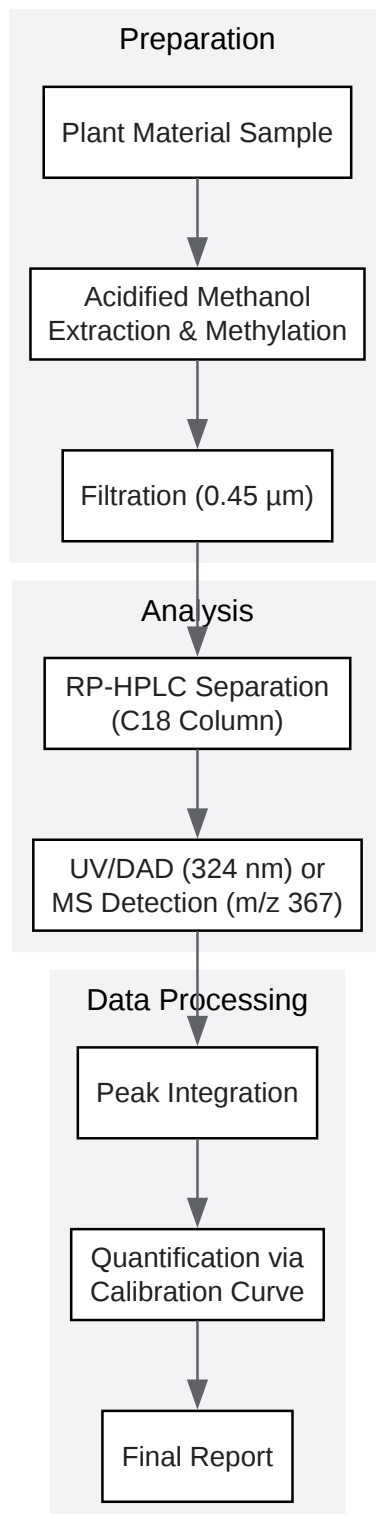 Preparation
Plant Material Sample
Acidified Methanol
Extraction & Methylation
Filtration (0.45 µm)
Analysis
RP-HPLC Separation
(C18 Column)
UV/DAD (324 nm) or
MS Detection (m/z 367)
Data Processing
Peak Integration
Quantification via
Calibration Curve
Final Report